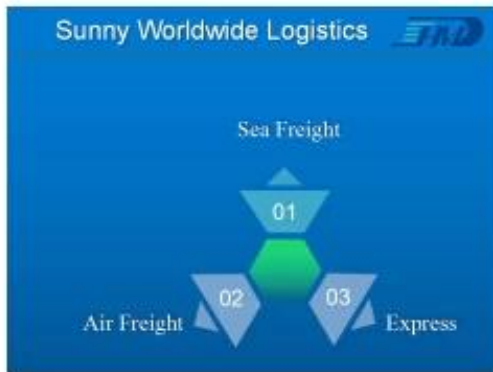 Sunny Worldwide Logistics
Sea Freight
01
02
03
Air Freight
Express